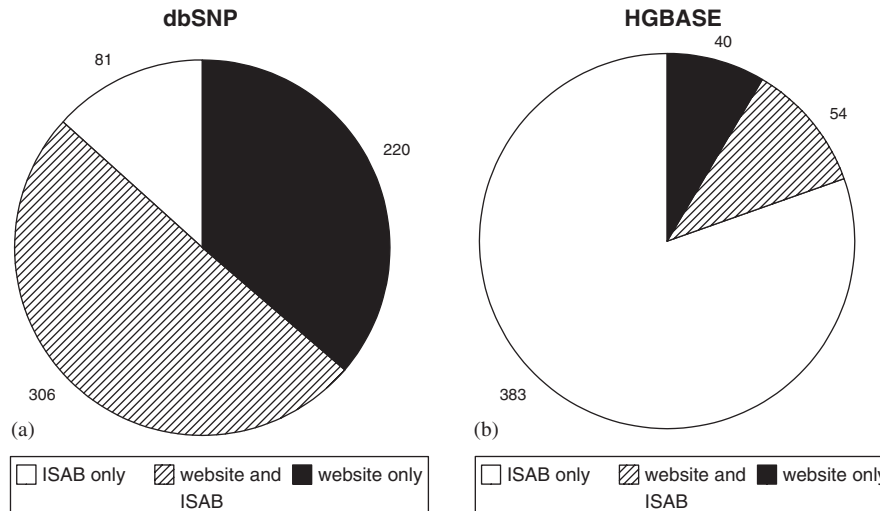 dbSNP
81
220
306
(a)
ISAB only website and website only
ISAB
HGBASE
40
54
383
(b)
ISAB only website and website only
ISAB